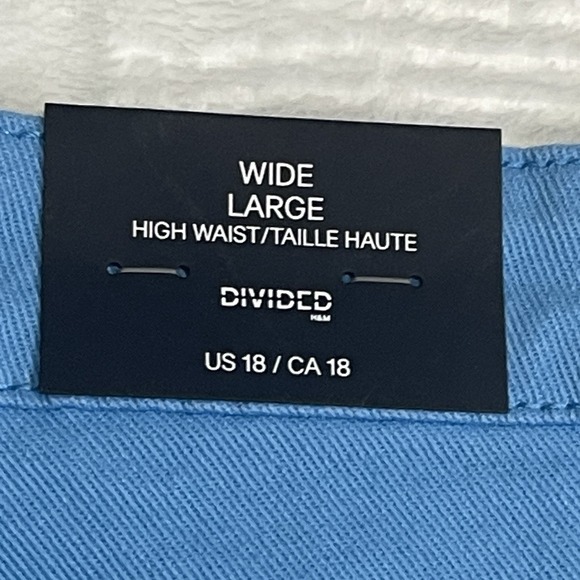 WIDE
LARGE
HIGH WAIST/TAILLE HAUTE
DIVIDED
H&M
US 18 / CA 18